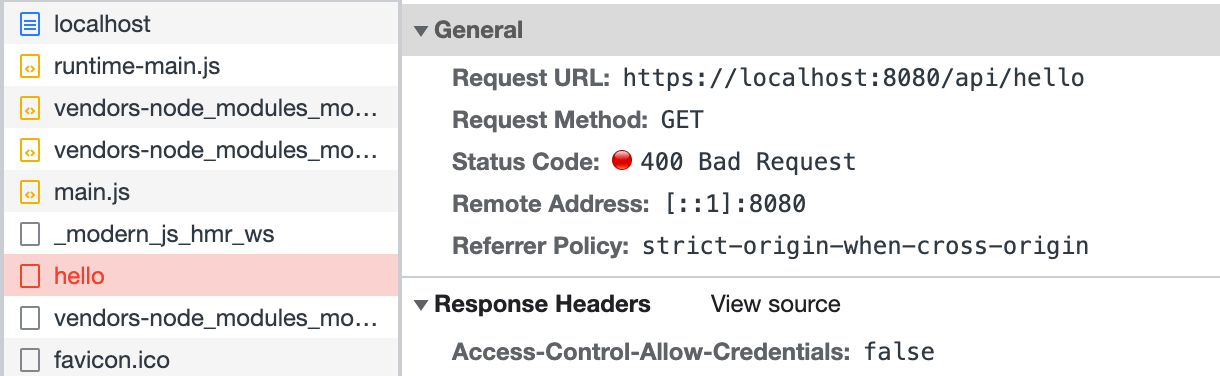 localhost
runtime-main.js
vendors-node_modules_mo…
vendors-node_modules_mo…
main.js
_modern_js_hmr_ws
hello
vendors-node_modules_mo…
favicon.ico
General
Request URL: https://localhost:8080/api/hello
Request Method: GET
Status Code: 400 Bad Request
Remote Address: [::1]:8080
Referrer Policy: strict-origin-when-cross-origin
Response Headers View source
Access-Control-Allow-Credentials: false